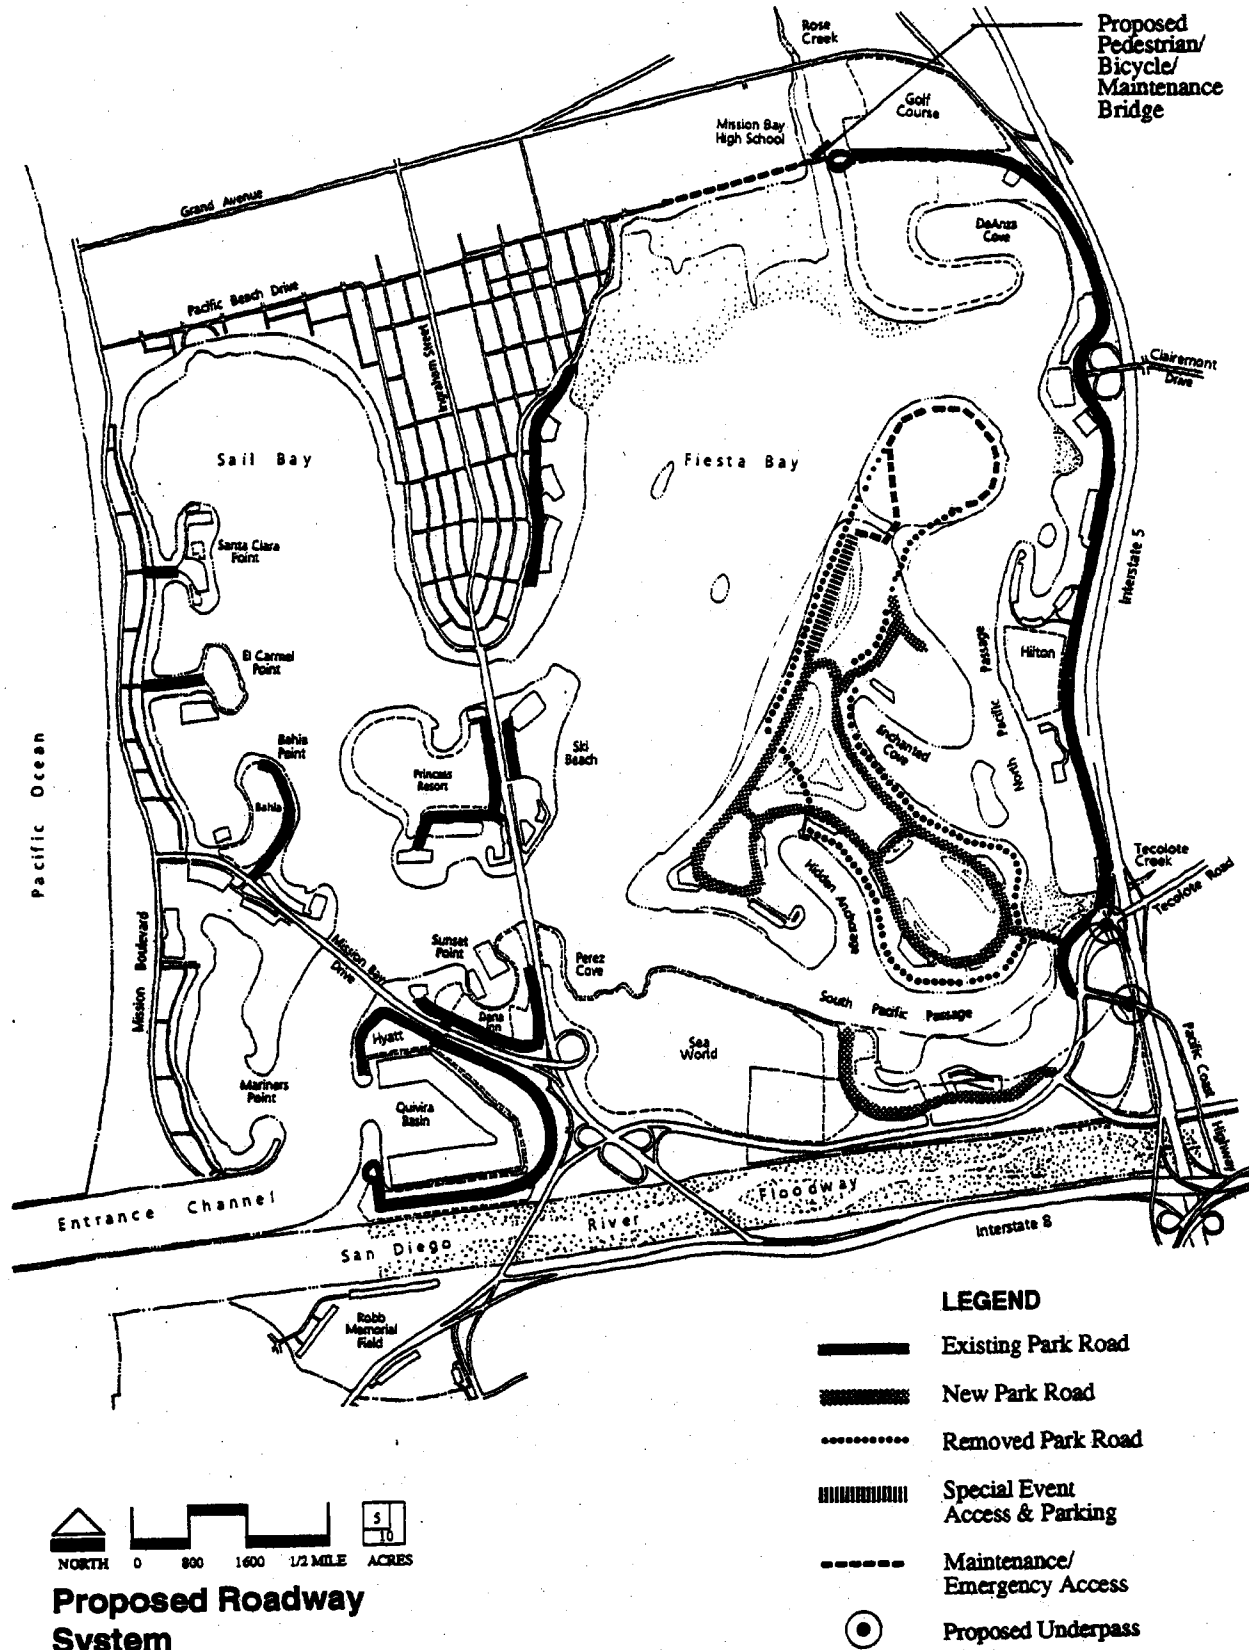 Rose
Creek
Proposed
Pedestrian/
Bicycle/
Maintenance
Bridge
Golf
Course
Mission Bay
High School
Grand Avenue
DeAnza
Cove
Pacific Beach Drive
Ingraham Street
Clairemont
Drive
Sail Bay
Fiesta Bay
Interstate 5
Santa Clara
Point
El Carmel
Point
Hilton
North Pacific Passage
Pacific Ocean
Bahia
Point
Bahia
Princess
Resort
Ski
Beach
Enchanted
Cove
Hidden Anchorage
Tecolote
Creek
Tecolote Road
Mission Boulevard
Mission Bay
Drive
Sunset
Point
Perez
Cove
Dana
Inn
Hyatt
Sea
World
South Pacific Passage
Pacific Coast Highway
Mariners
Point
Quivira
Basin
Entrance Channel
San Diego River Floodway
Interstate 8
Robb
Memorial
Field
LEGEND
Existing Park Road
New Park Road
Removed Park Road
Special Event
Access & Parking
Maintenance/
Emergency Access
Proposed Underpass
5
10
NORTH 0 800 1600 1/2 MILE ACRES
Proposed Roadway
System